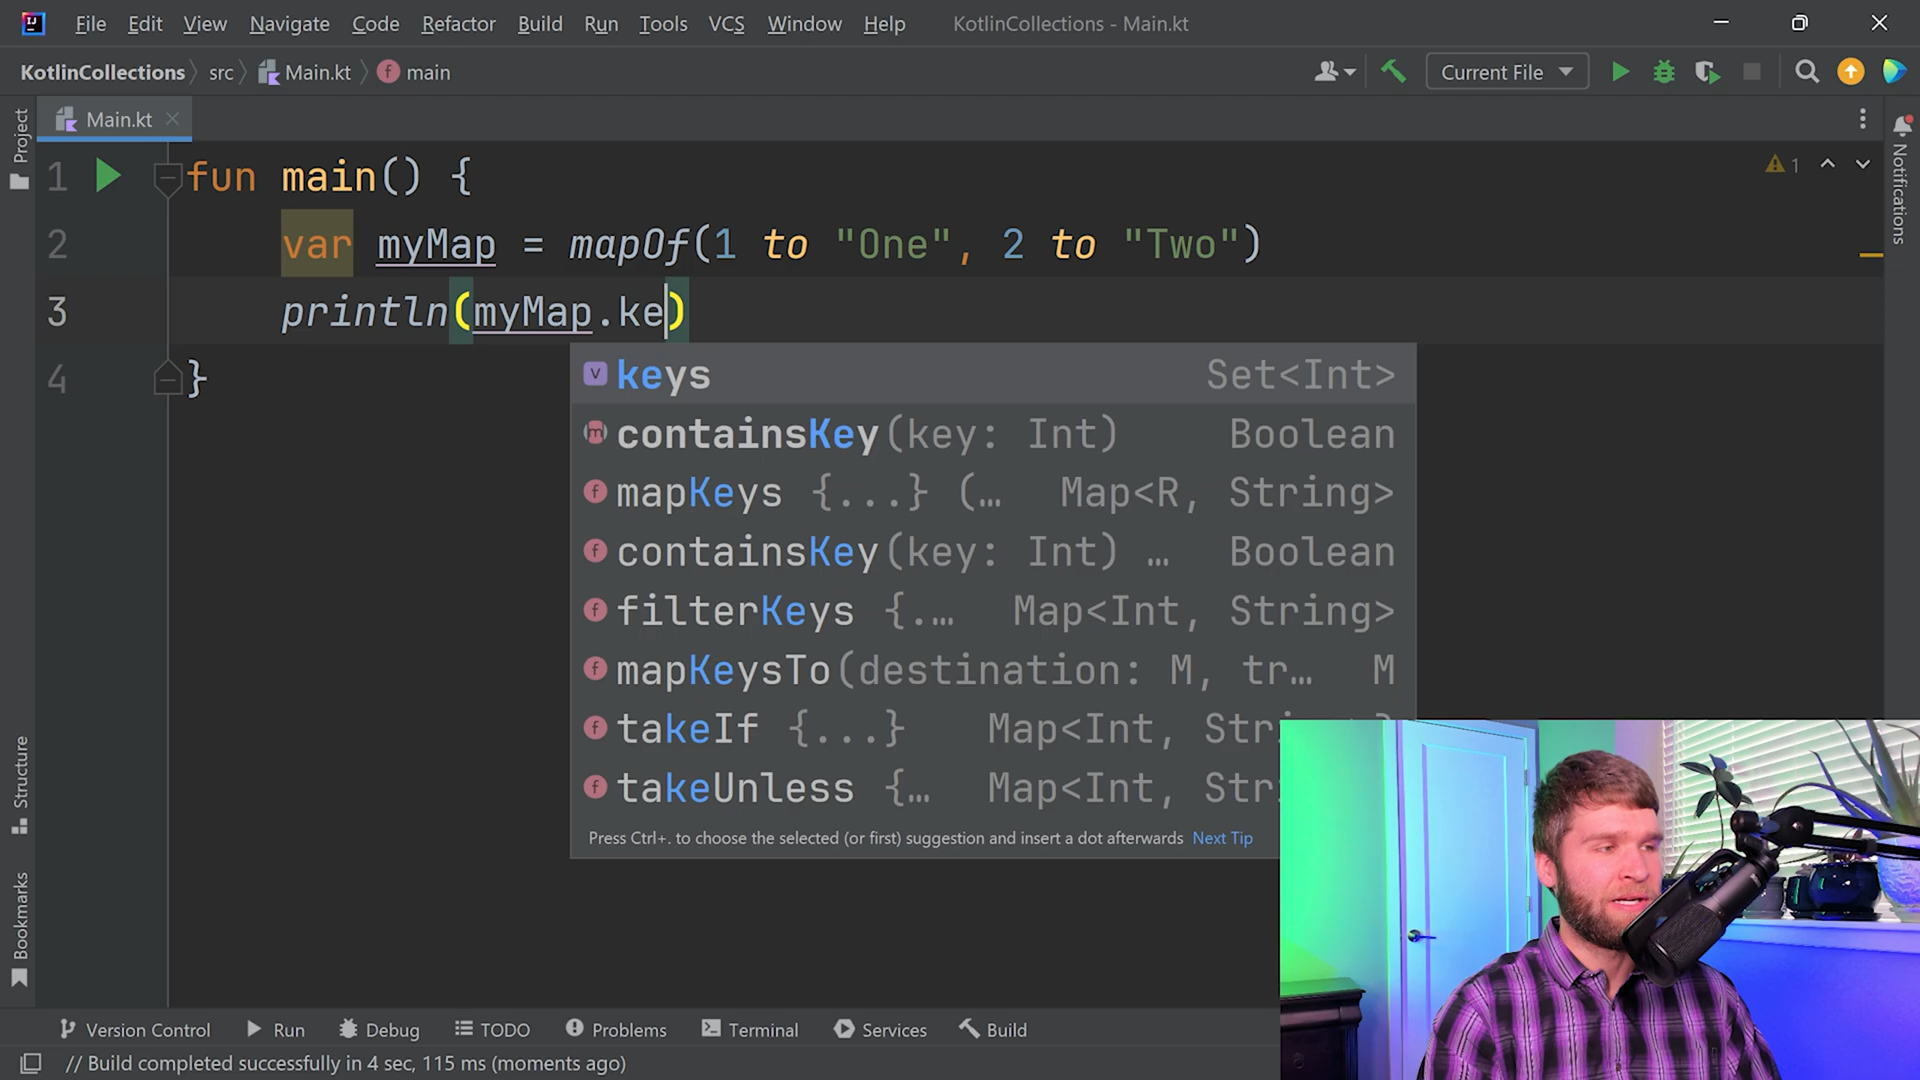 File Edit View Navigate Code Refactor Build Run Tools VCS Window Help KotlinCollections - Main.kt
KotlinCollections src Main.kt main Current File
Project
Main.kt
Notifications
1 fun main() {
1
2 var myMap = mapOf(1 to "One", 2 to "Two")
3 println(myMap.ke)
4 }
keys Set<Int>
containsKey(key: Int) Boolean
mapKeys {...} (… Map<R, String>
containsKey(key: Int) … Boolean
filterKeys {.… Map<Int, String>
mapKeysTo(destination: M, tr… M
takeIf {...} Map<Int, Str
takeUnless {… Map<Int, Str
Press Ctrl+. to choose the selected (or first) suggestion and insert a dot afterwards Next Tip
Structure
Bookmarks
Version Control Run Debug TODO Problems Terminal Services Build
// Build completed successfully in 4 sec, 115 ms (moments ago)